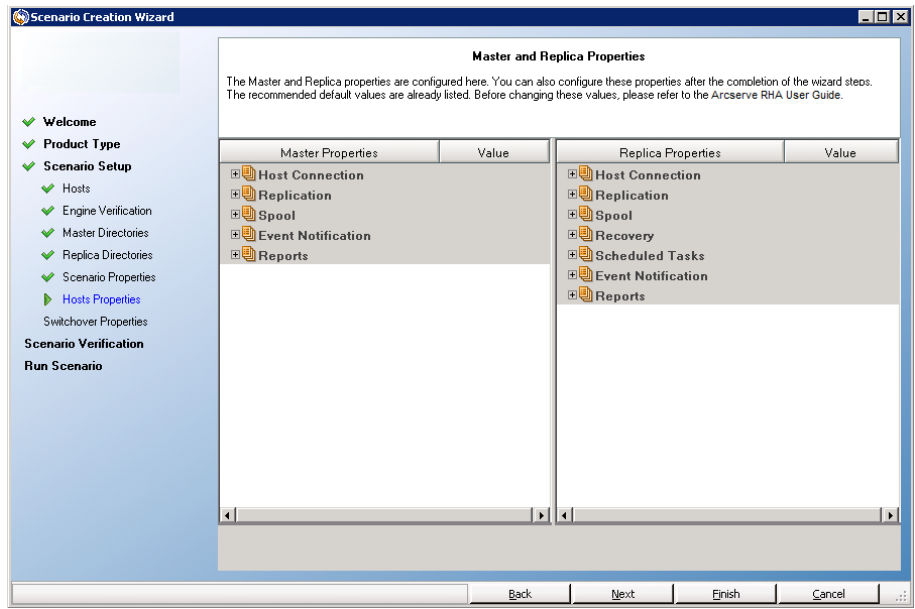 Scenario Creation Wizard
Master and Replica Properties
The Master and Replica properties are configured here. You can also configure these properties after the completion of the wizard steps.
The recommended default values are already listed. Before changing these values, please refer to the Arcserve RHA User Guide.
Welcome
Product Type
Scenario Setup
Hosts
Engine Verification
Master Directories
Replica Directories
Scenario Properties
Hosts Properties
Switchover Properties
Scenario Verification
Run Scenario
Master Properties Value
Host Connection
Replication
Spool
Event Notification
Reports
Replica Properties Value
Host Connection
Replication
Spool
Recovery
Scheduled Tasks
Event Notification
Reports
Back Next Finish Cancel